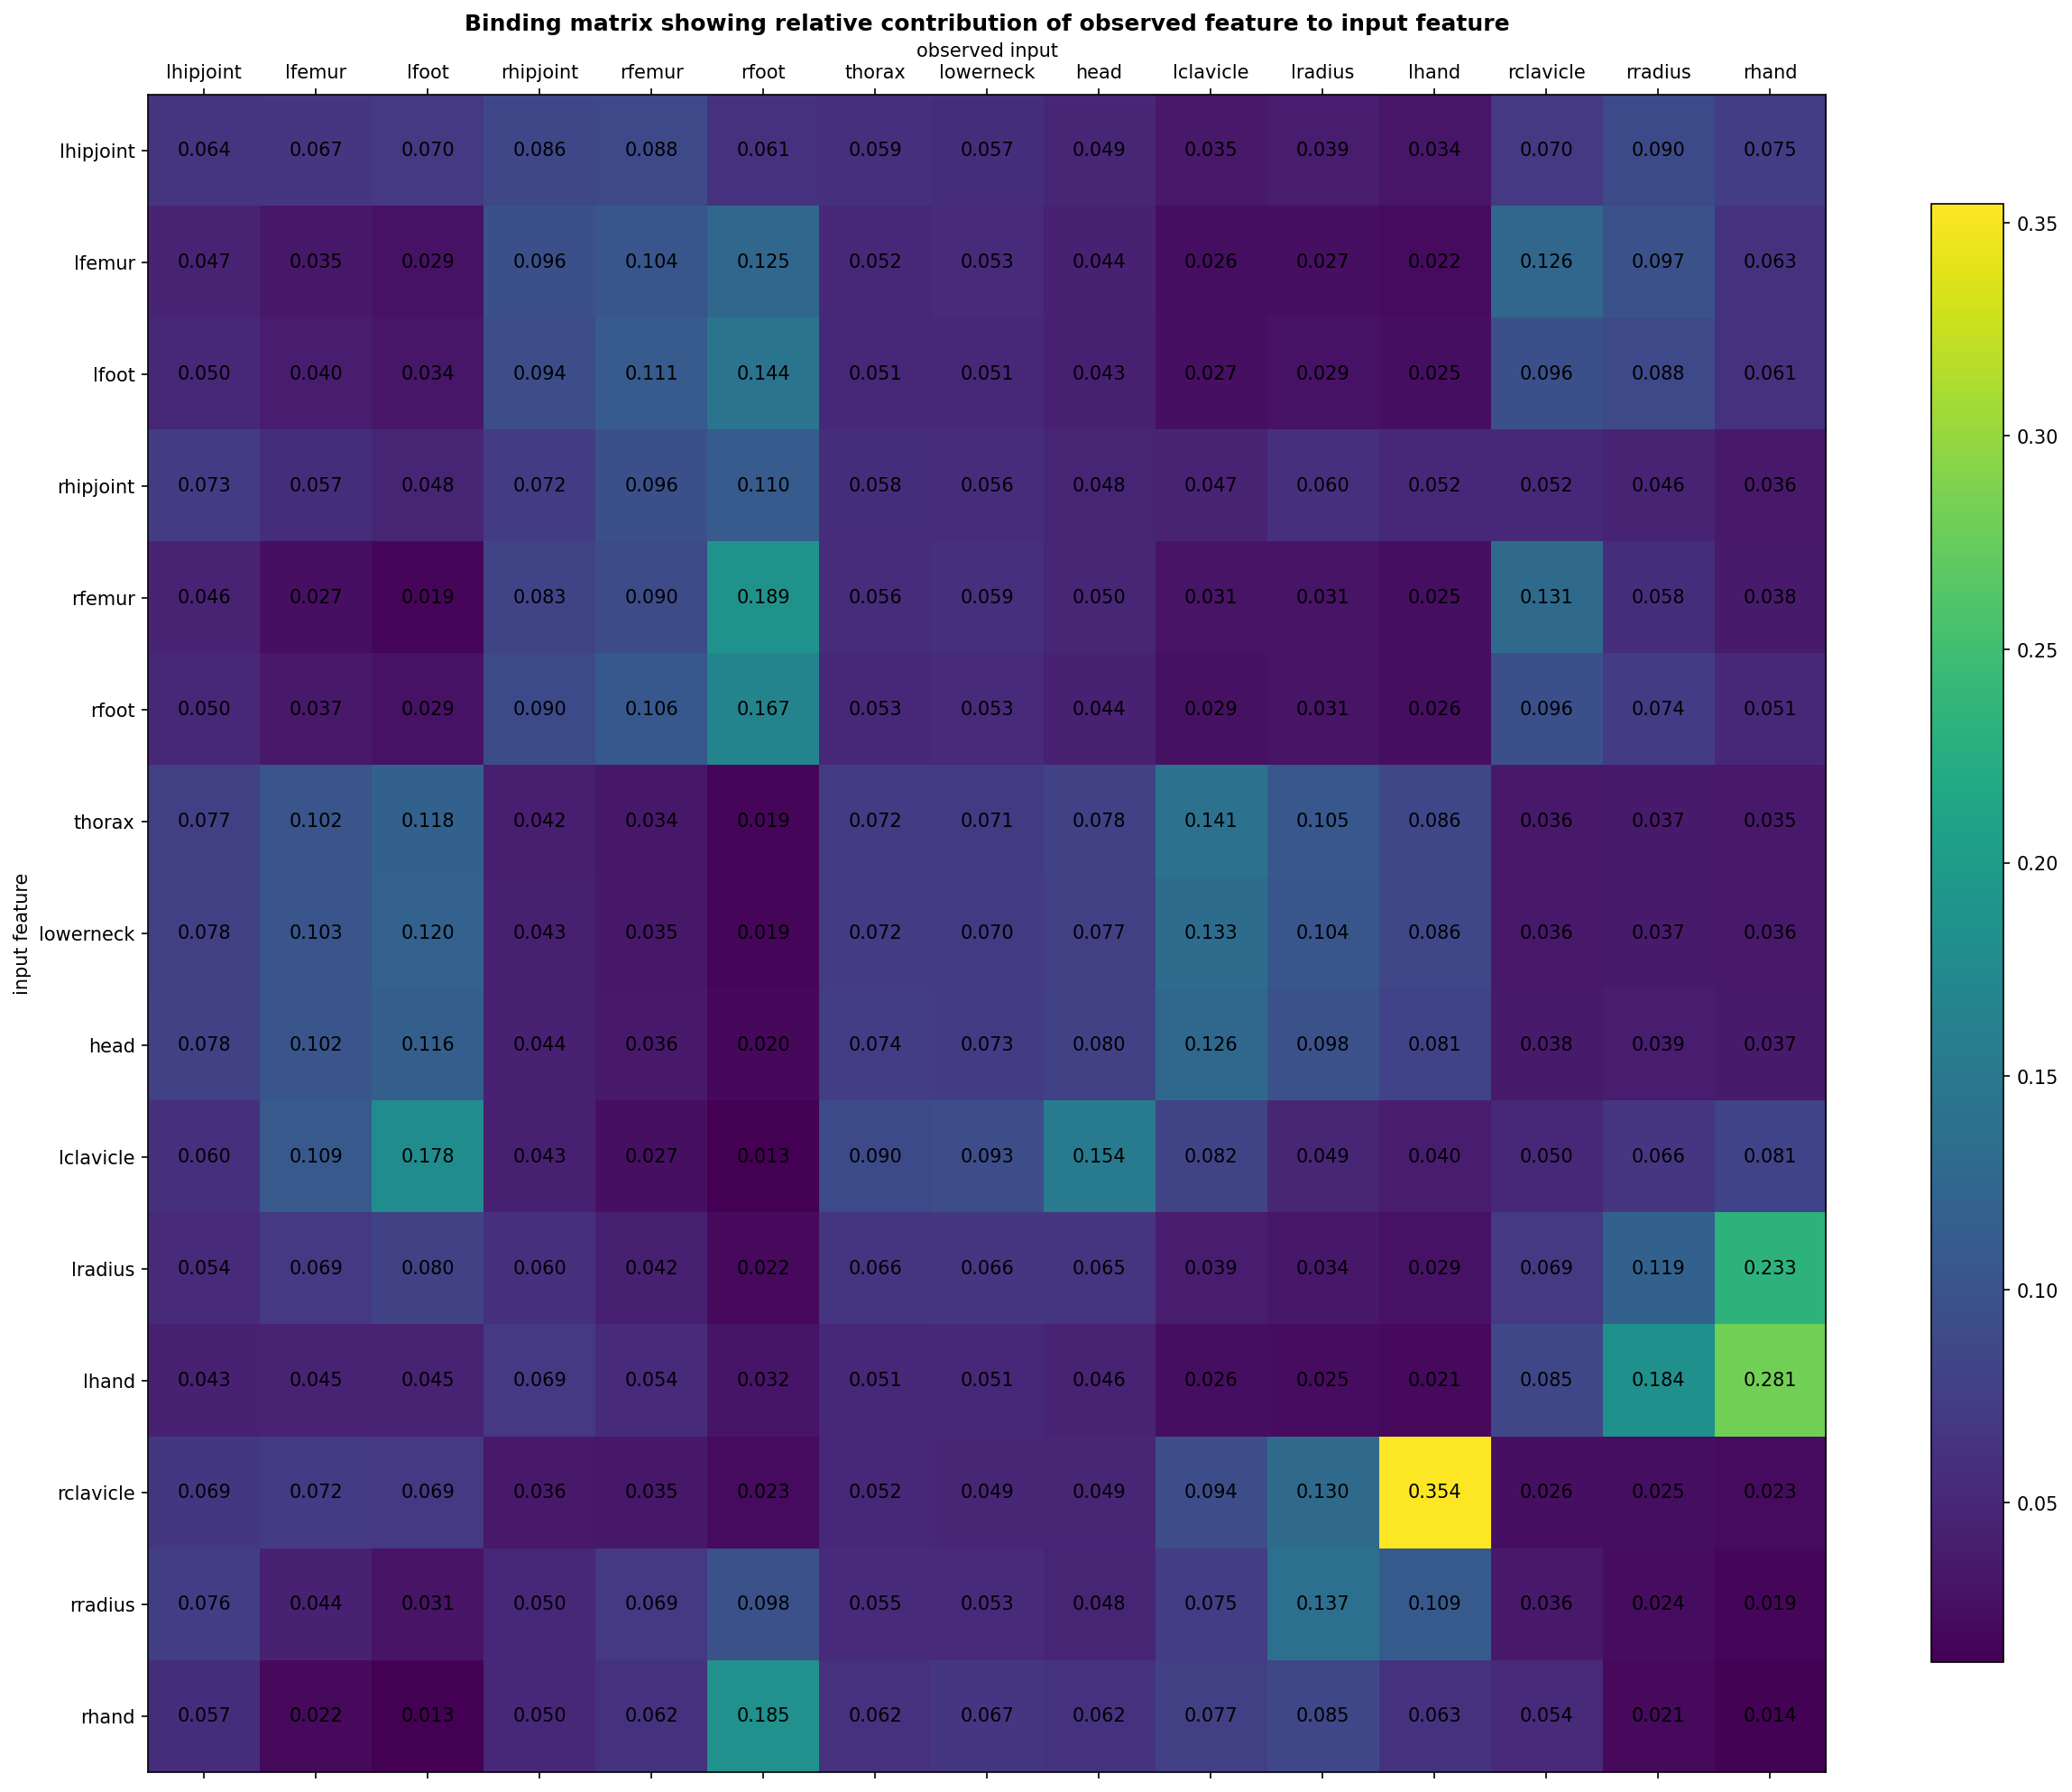 Binding matrix showing relative contribution of observed feature to input feature
observed input
lhipjoint lfemur lfoot rhipjoint rfemur rfoot thorax lowerneck head lclavicle lradius lhand rclavicle rradius rhand
lhipjoint 0.064 0.067 0.070 0.086 0.088 0.061 0.059 0.057 0.049 0.035 0.039 0.034 0.070 0.090 0.075
lfemur 0.047 0.035 0.029 0.096 0.104 0.125 0.052 0.053 0.044 0.026 0.027 0.022 0.126 0.097 0.063
lfoot 0.050 0.040 0.034 0.094 0.111 0.144 0.051 0.051 0.043 0.027 0.029 0.025 0.096 0.088 0.061
rhipjoint 0.073 0.057 0.048 0.072 0.096 0.110 0.058 0.056 0.048 0.047 0.060 0.052 0.052 0.046 0.036
rfemur 0.046 0.027 0.019 0.083 0.090 0.189 0.056 0.059 0.050 0.031 0.031 0.025 0.131 0.058 0.038
rfoot 0.050 0.037 0.029 0.090 0.106 0.167 0.053 0.053 0.044 0.029 0.031 0.026 0.096 0.074 0.051
thorax 0.077 0.102 0.118 0.042 0.034 0.019 0.072 0.071 0.078 0.141 0.105 0.086 0.036 0.037 0.035
lowerneck 0.078 0.103 0.120 0.043 0.035 0.019 0.072 0.070 0.077 0.133 0.104 0.086 0.036 0.037 0.036
head 0.078 0.102 0.116 0.044 0.036 0.020 0.074 0.073 0.080 0.126 0.098 0.081 0.038 0.039 0.037
lclavicle 0.060 0.109 0.178 0.043 0.027 0.013 0.090 0.093 0.154 0.082 0.049 0.040 0.050 0.066 0.081
lradius 0.054 0.069 0.080 0.060 0.042 0.022 0.066 0.066 0.065 0.039 0.034 0.029 0.069 0.119 0.233
lhand 0.043 0.045 0.045 0.069 0.054 0.032 0.051 0.051 0.046 0.026 0.025 0.021 0.085 0.184 0.281
rclavicle 0.069 0.072 0.069 0.036 0.035 0.023 0.052 0.049 0.049 0.094 0.130 0.354 0.026 0.025 0.023
rradius 0.076 0.044 0.031 0.050 0.069 0.098 0.055 0.053 0.048 0.075 0.137 0.109 0.036 0.024 0.019
rhand 0.057 0.022 0.013 0.050 0.062 0.185 0.062 0.067 0.062 0.077 0.085 0.063 0.054 0.021 0.014
input feature
0.35
0.30
0.25
0.20
0.15
0.10
0.05